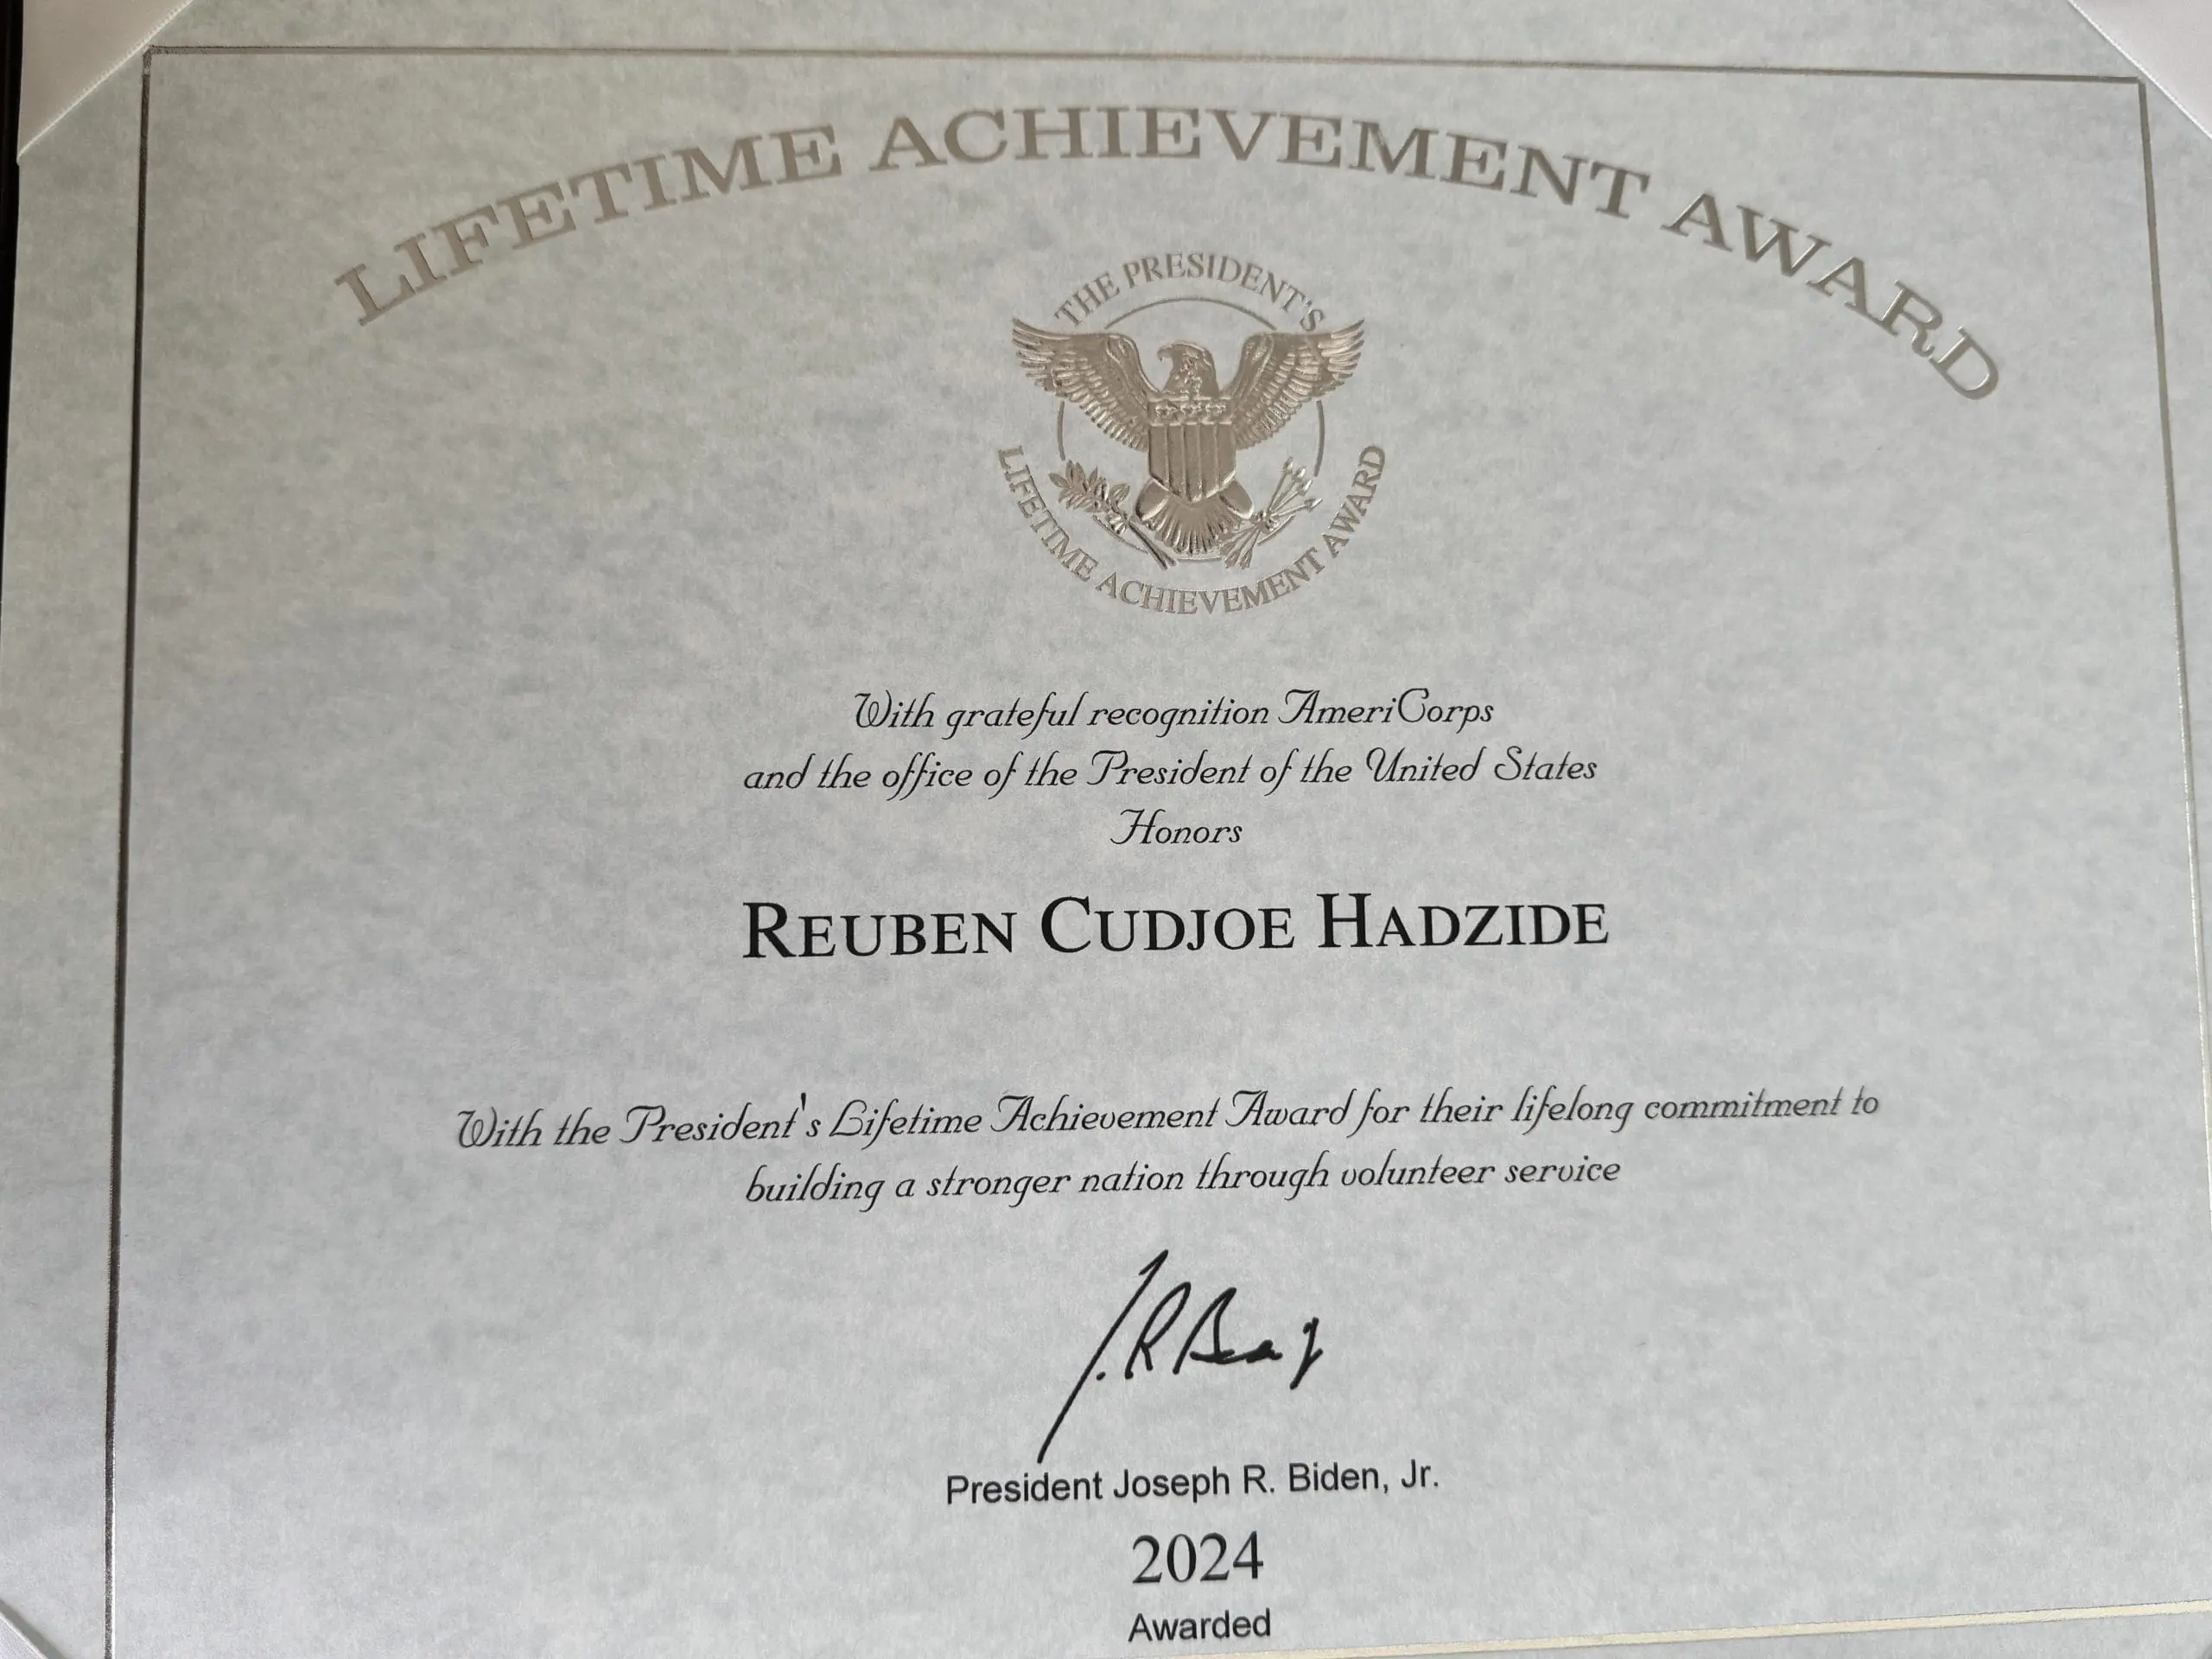 LIFETIME ACHIEVEMENT AWARD
THE PRESIDENT'S
LIFETIME ACHIEVEMENT AWARD
With grateful recognition AmeriCorps
and the office of the President of the United States
Honors
REUBEN CUDJOE HADZIDE
With the President's Lifetime Achievement Award for their lifelong commitment to
building a stronger nation through volunteer service
President Joseph R. Biden, Jr.
2024
Awarded